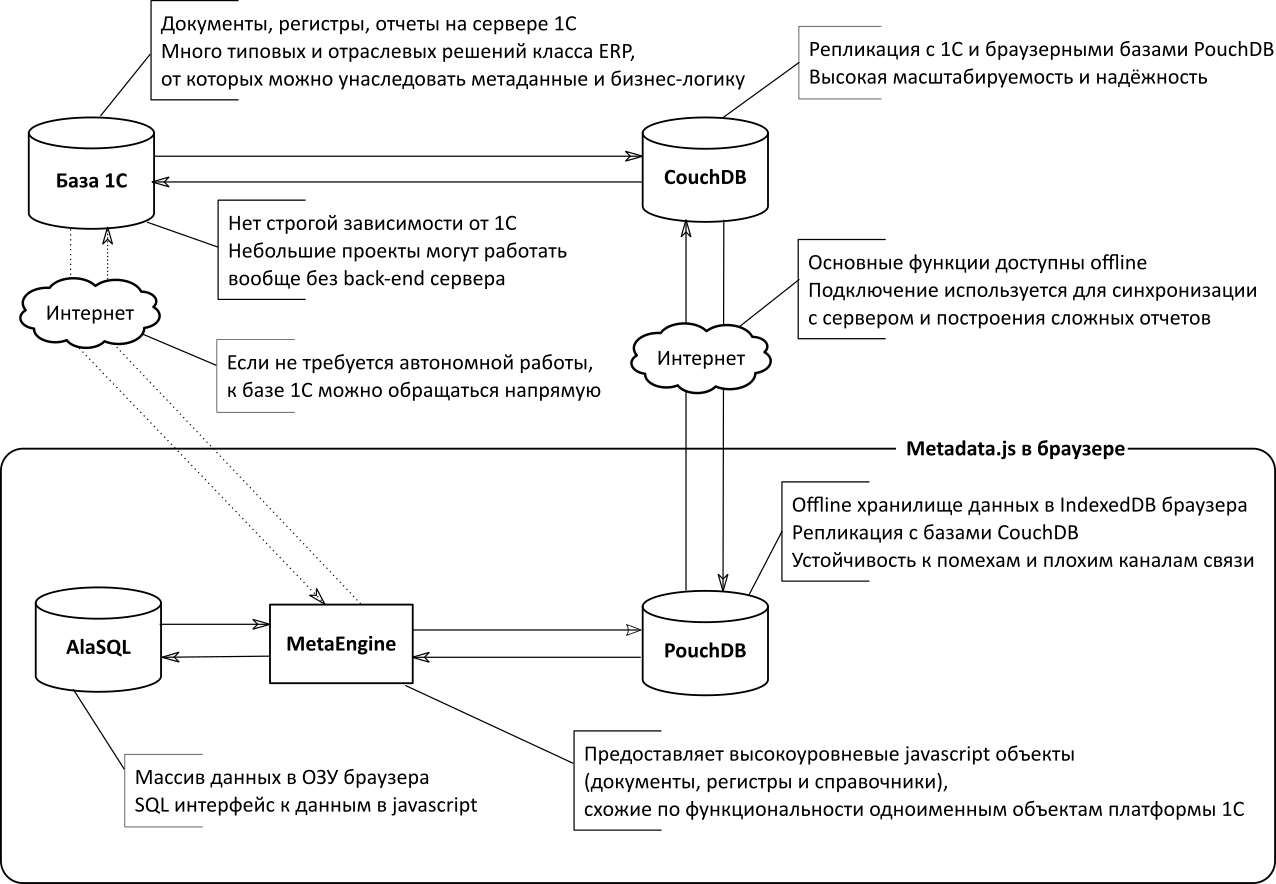 Документы, регистры, отчеты на сервере 1С
Много типовых и отраслевых решений класса ERP,
от которых можно унаследовать метаданные и бизнес-логику
Репликация с 1С и браузерными базами PouchDB
Высокая масштабируемость и надёжность
База 1С
CouchDB
Нет строгой зависимости от 1С
Небольшие проекты могут работать
вообще без back-end сервера
Основные функции доступны offline
Подключение используется для синхронизации
с сервером и построения сложных отчетов
Интернет
Интернет
Если не требуется автономной работы,
к базе 1С можно обращаться напрямую
Metadata.js в браузере
Offline хранилище данных в IndexedDB браузера
Репликация с базами CouchDB
Устойчивость к помехам и плохим каналам связи
AlaSQL
MetaEngine
PouchDB
Массив данных в ОЗУ браузера
SQL интерфейс к данным в javascript
Предоставляет высокоуровневые javascript объекты
(документы, регистры и справочники),
схожие по функциональности одноименным объектам платформы 1С